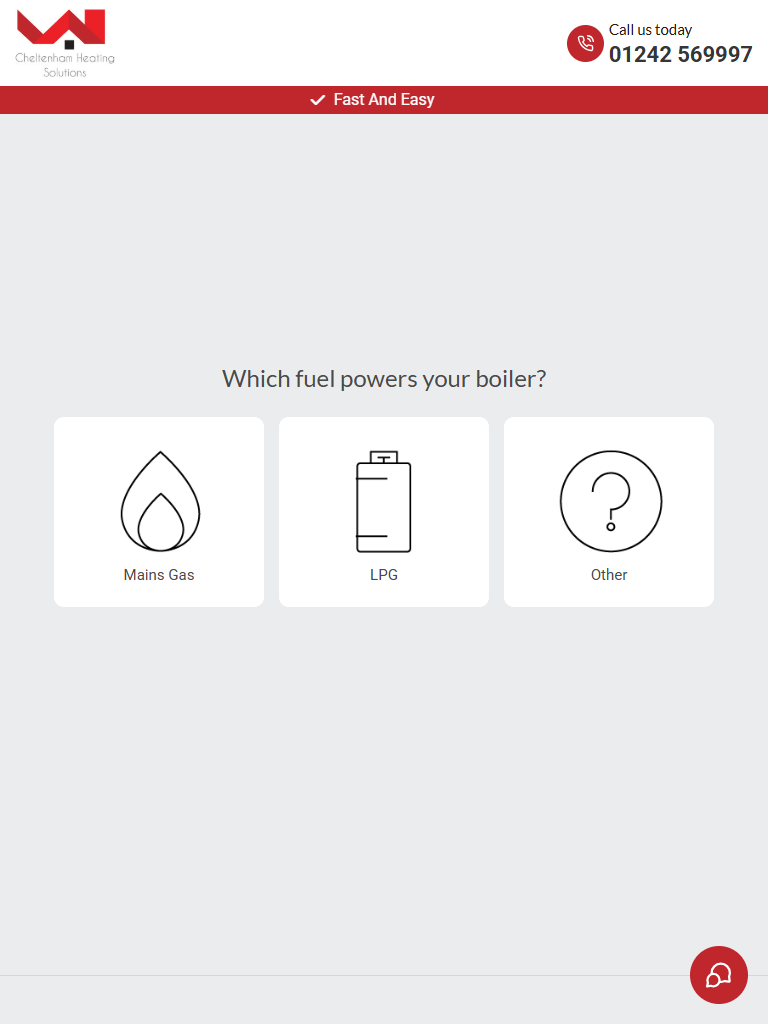 Cheltenham Heating
Solutions
Call us today
01242 569997
Fast And Easy
Which fuel powers your boiler?
Mains Gas
LPG
Other